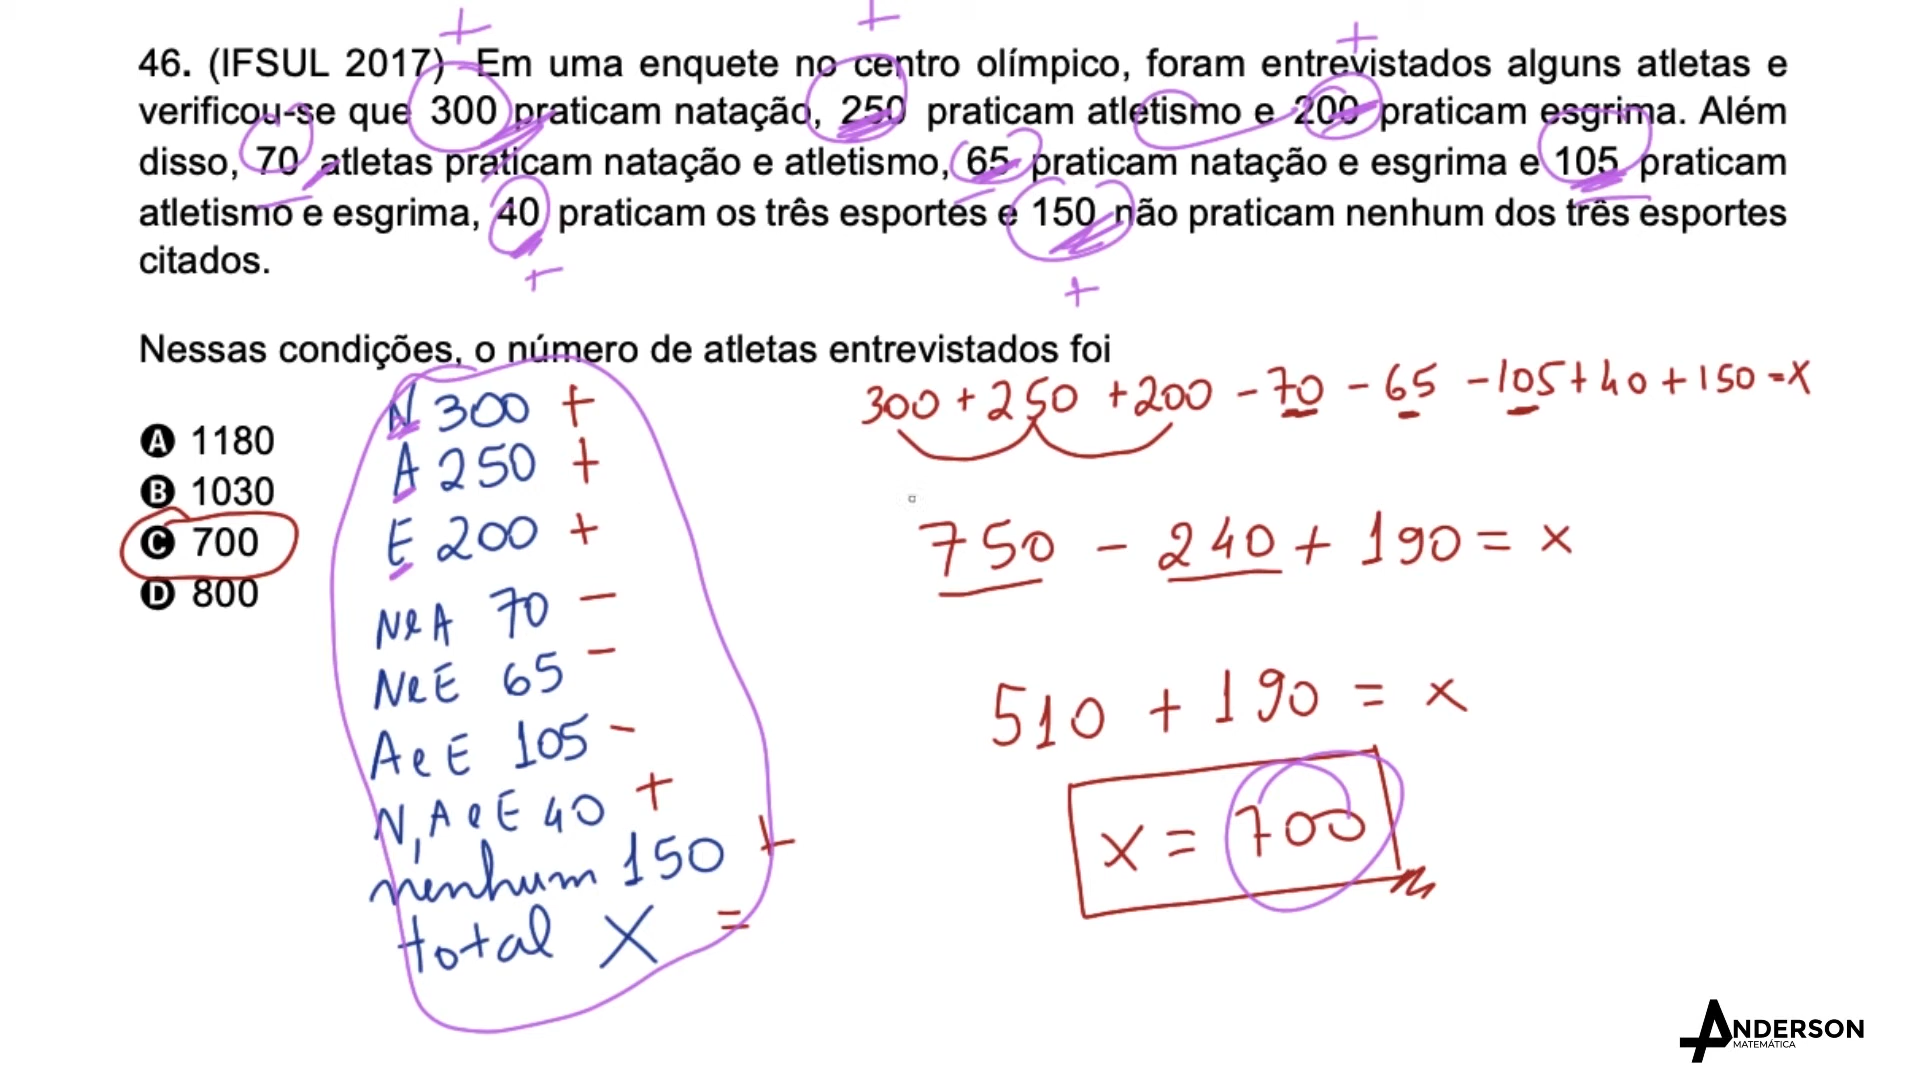 46. (IFSUL 2017) Em uma enquete no centro olímpico, foram entrevistados alguns atletas e
verificou-se que 300 praticam natação, 250 praticam atletismo e 200 praticam esgrima. Além
disso, 70 atletas praticam natação e atletismo, 65 praticam natação e esgrima e 105 praticam
atletismo e esgrima, 40 praticam os três esportes e 150 não praticam nenhum dos três esportes
citados.
Nessas condições, o número de atletas entrevistados foi
A 1180
B 1030
C 700
D 800
N 300 +
A 250 +
E 200 +
N e A 70 -
N e E 65 -
A e E 105 -
N, A e E 40 +
nenhum 150 +
total X =
300 + 250 + 200 - 70 - 65 - 105 + 40 + 150 = X
750 - 240 + 190 = x
510 + 190 = x
x = 700
ANDERSON
MATEMÁTICA